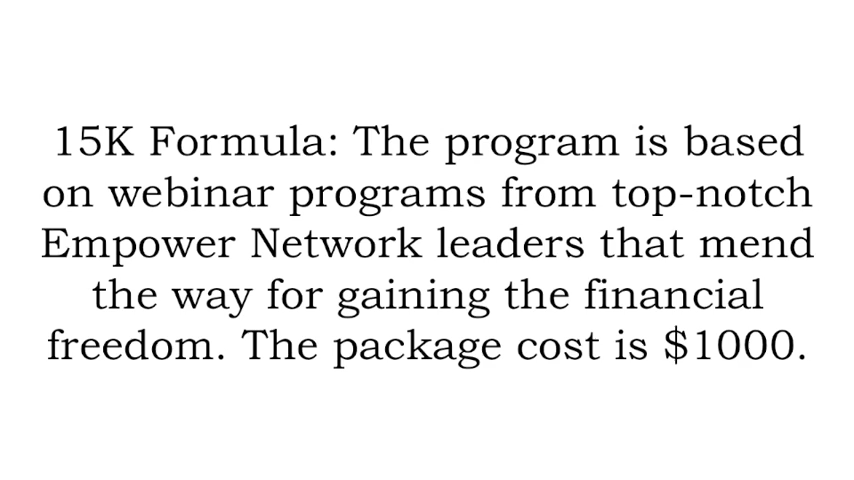 15K Formula: The program is based
on webinar programs from top-notch
Empower Network leaders that mend
the way for gaining the financial
freedom. The package cost is $1000.